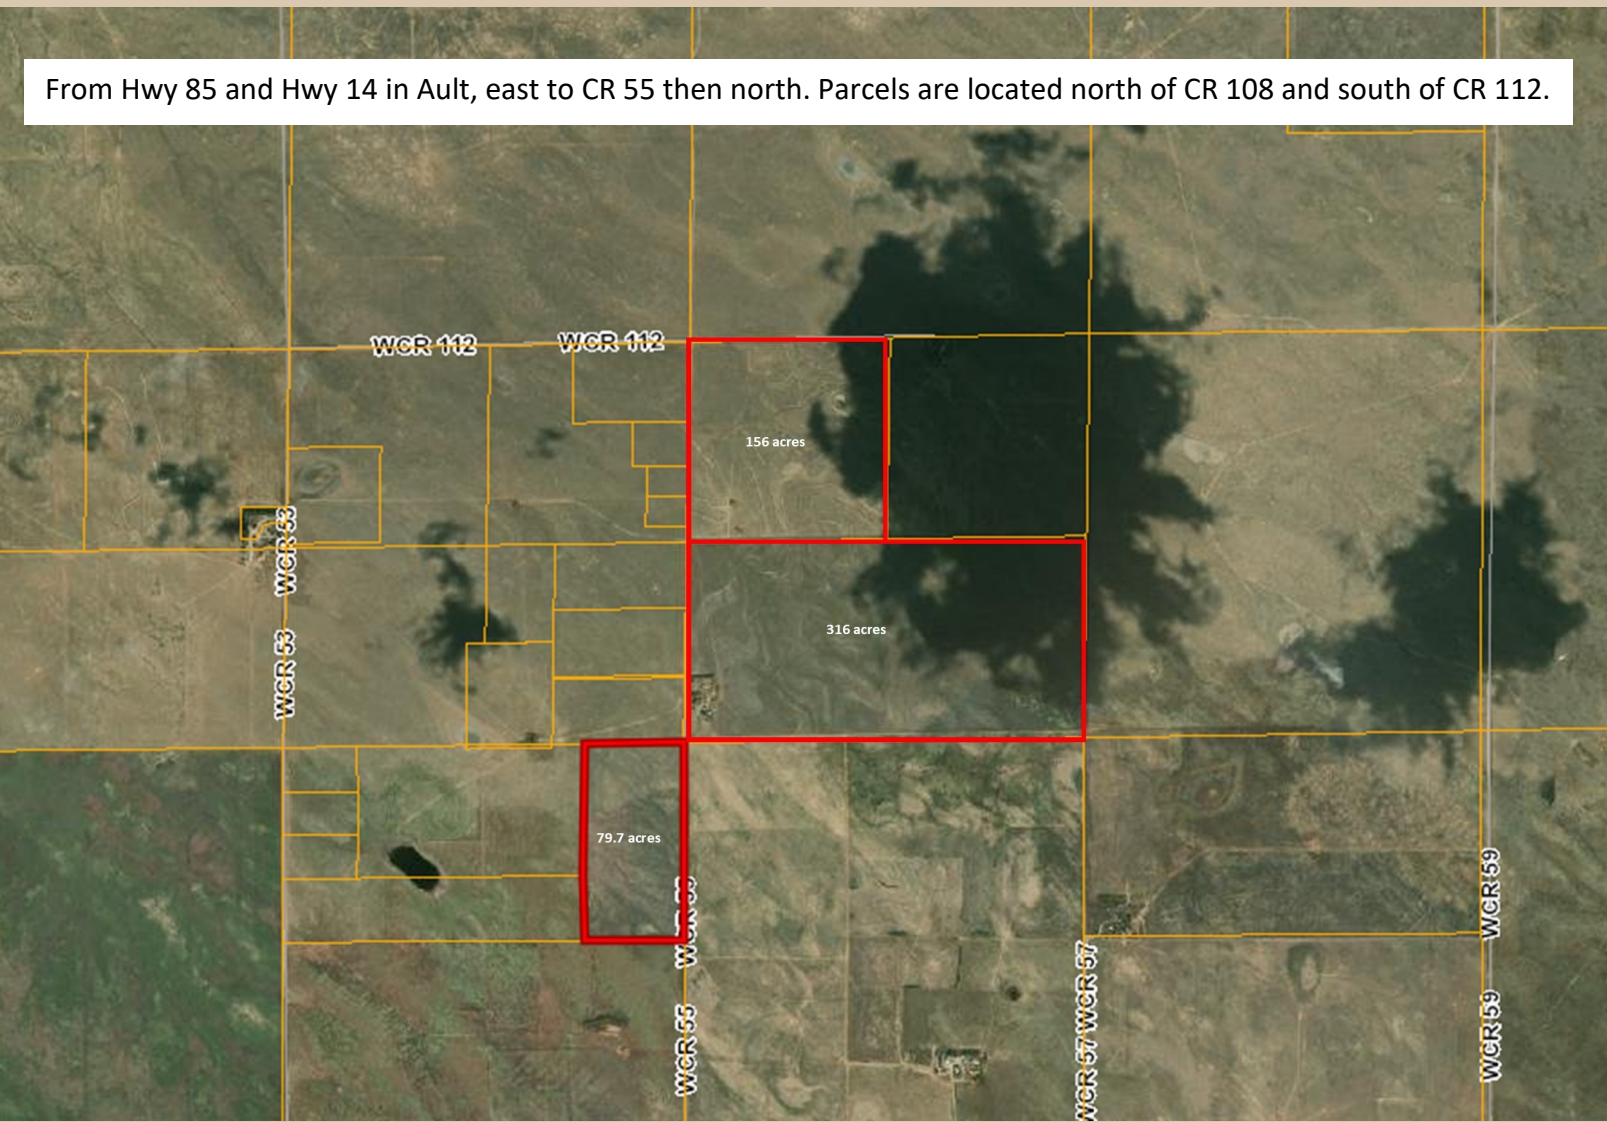 From Hwy 85 and Hwy 14 in Ault, east to CR 55 then north. Parcels are located north of CR 108 and south of CR 112.
WCR 112 WCR 112
156 acres
WCR 53
316 acres
WCR 53
79.7 acres
WCR 55
WCR 59
WCR 55
WCR 57 WCR 57
WCR 59